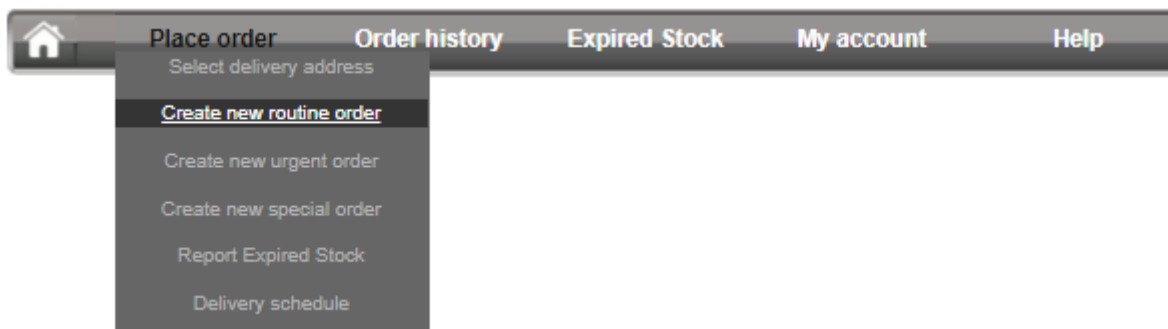 Place order Order history Expired Stock My account Help
Select delivery address
Create new routine order
Create new urgent order
Create new special order
Report Expired Stock
Delivery schedule